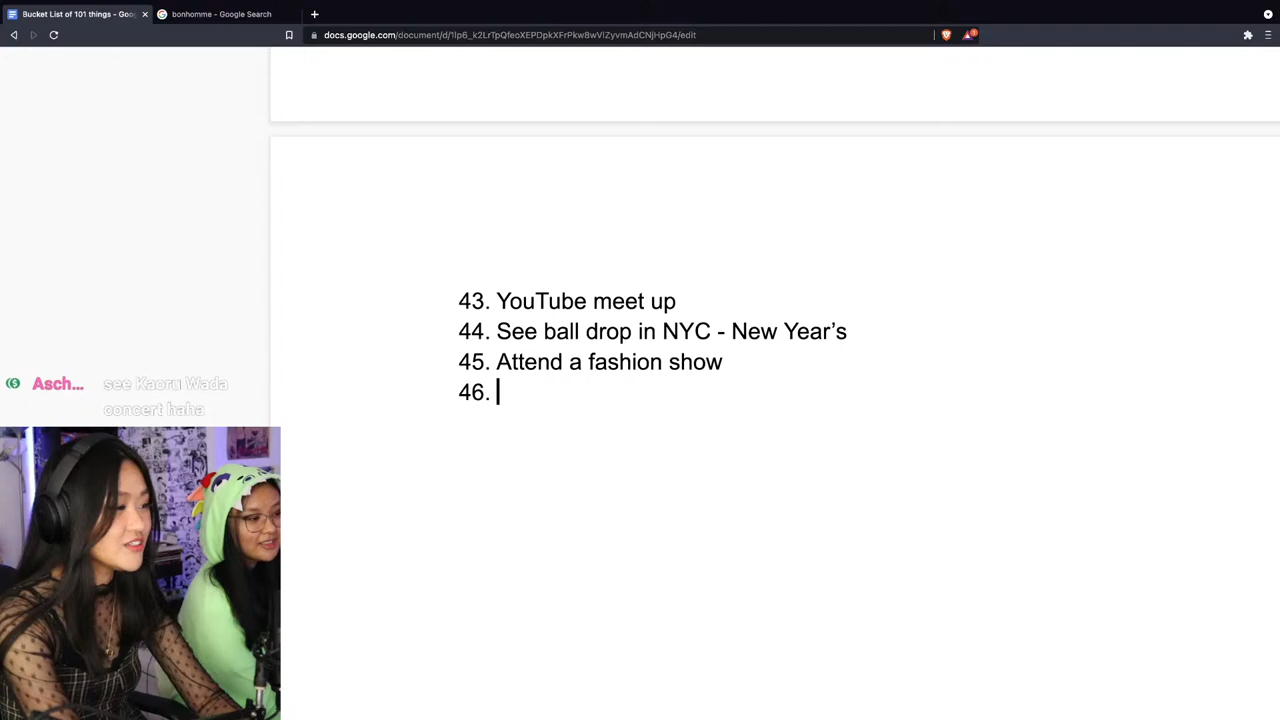 Bucket List of 101 things - Goo
bonhomme - Google Search
docs.google.com/document/d/1lp6_k2LrTpQfeoXEPDpkXFrPkw8wVlZyvmAdCNjHpG4/edit
43. YouTube meet up
44. See ball drop in NYC - New Year’s
45. Attend a fashion show
46.
Asch... see Kaoru Wada
concert haha